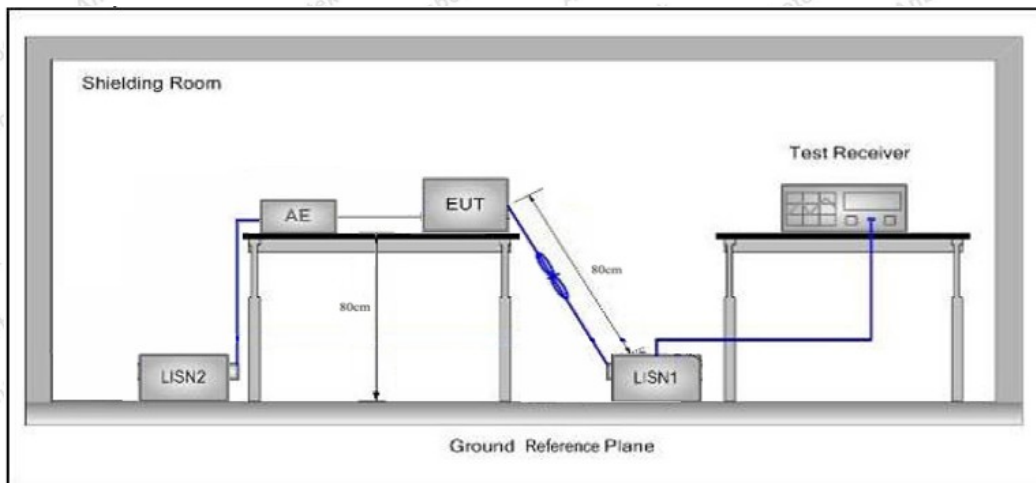 Shielding Room
Test Receiver
AE
EUT
80cm
80cm
LISN2
LISN1
Ground Reference Plane